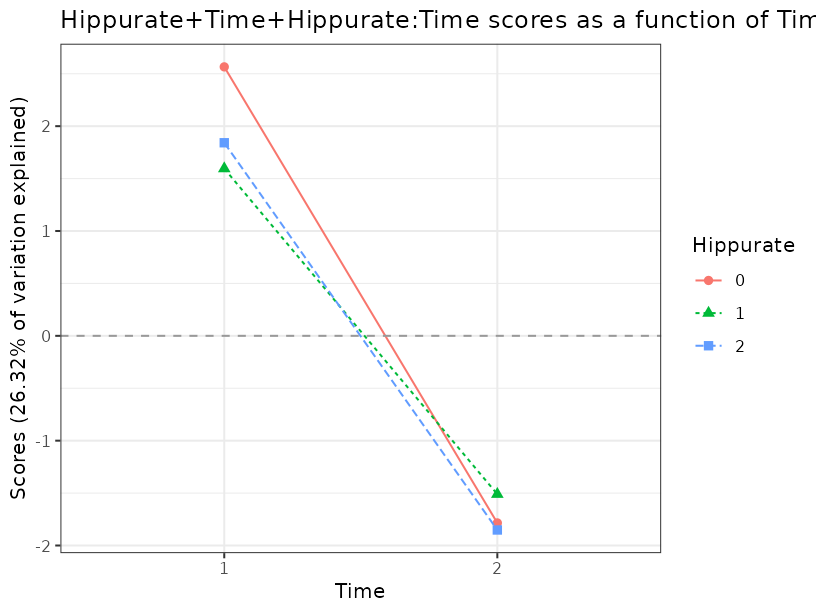 Hippurate+Time+Hippurate:Time scores as a function of Tim
Scores (26.32% of variation explained)
2
1
0
-1
-2
1
2
Time
Hippurate
0
1
2